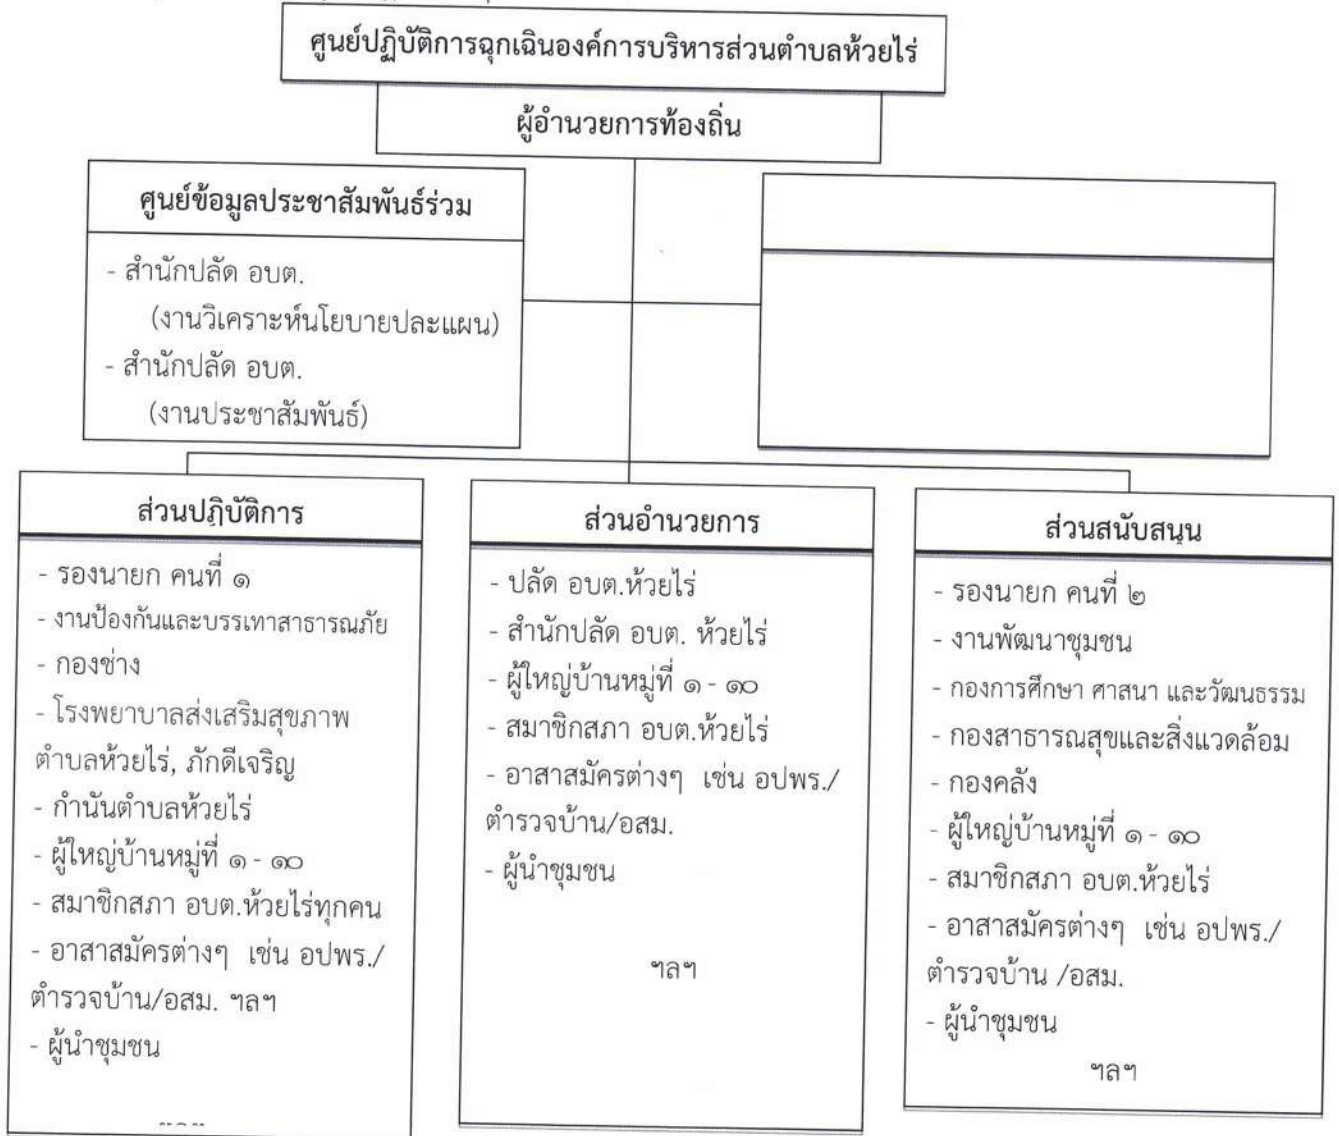 ศูนย์ปฏิบัติการฉุกเฉินองค์การบริหารส่วนตำบลห้วยไร่
ผู้อำนวยการท้องถิ่น
ศูนย์ข้อมูลประชาสัมพันธ์ร่วม
- สำนักปลัด อบต.
(งานวิเคราะห์นโยบายปละแผน)
- สำนักปลัด อบต.
(งานประชาสัมพันธ์)
ส่วนปฏิบัติการ
- รองนายก คนที่ ๑
- งานป้องกันและบรรเทาสาธารณภัย
- กองช่าง
- โรงพยาบาลส่งเสริมสุขภาพ
ตำบลห้วยไร่, ภักดีเจริญ
- กำนันตำบลห้วยไร่
- ผู้ใหญ่บ้านหมู่ที่ ๑ - ๑๐
- สมาชิกสภา อบต.ห้วยไร่ทุกคน
- อาสาสมัครต่างๆ เช่น อปพร./
ตำรวจบ้าน/อสม. ฯลฯ
- ผู้นำชุมชน
ส่วนอำนวยการ
- ปลัด อบต.ห้วยไร่
- สำนักปลัด อบต. ห้วยไร่
- ผู้ใหญ่บ้านหมู่ที่ ๑ - ๑๐
- สมาชิกสภา อบต.ห้วยไร่
- อาสาสมัครต่างๆ เช่น อปพร./
ตำรวจบ้าน/อสม.
- ผู้นำชุมชน
ฯลฯ
ส่วนสนับสนุน
- รองนายก คนที่ ๒
- งานพัฒนาชุมชน
- กองการศึกษา ศาสนา และวัฒนธรรม
- กองสาธารณสุขและสิ่งแวดล้อม
- กองคลัง
- ผู้ใหญ่บ้านหมู่ที่ ๑ - ๑๐
- สมาชิกสภา อบต.ห้วยไร่
- อาสาสมัครต่างๆ เช่น อปพร./
ตำรวจบ้าน /อสม.
- ผู้นำชุมชน
ฯลฯ